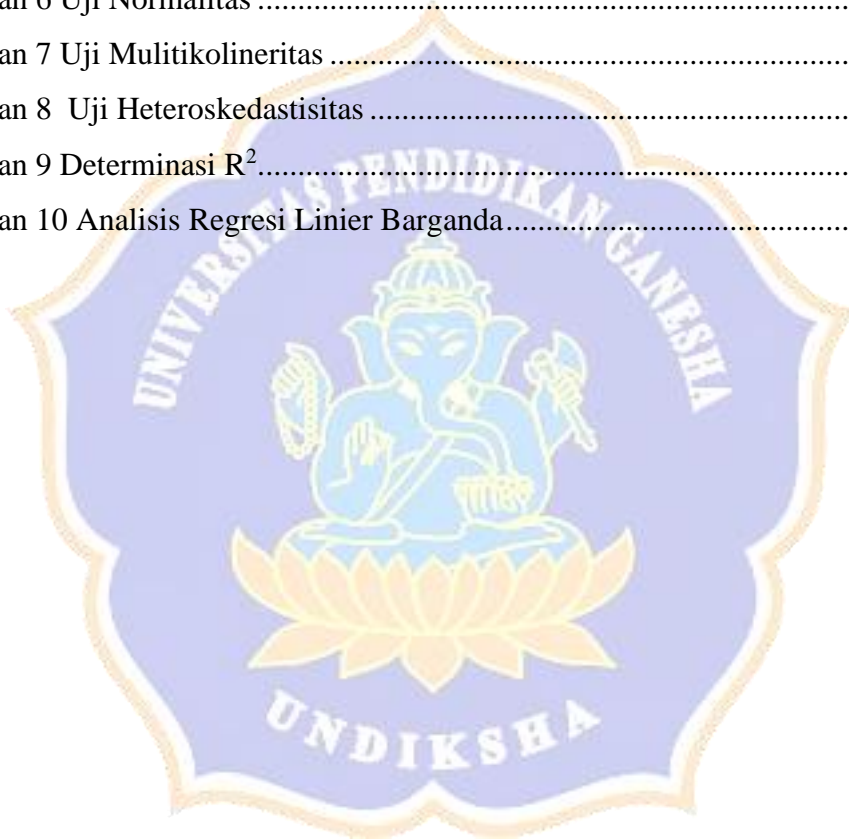 an 6 Uji Normalitas ....................................................................
an 7 Uji Mulitikolineritas ...........................................................
an 8 Uji Heteroskedastisitas ......................................................
an 9 Determinasi R²....................................................................
an 10 Analisis Regresi Linier Barganda.....................................
UNIVERSITAS PENDIDIKAN GANESHA
UNDIKSHA